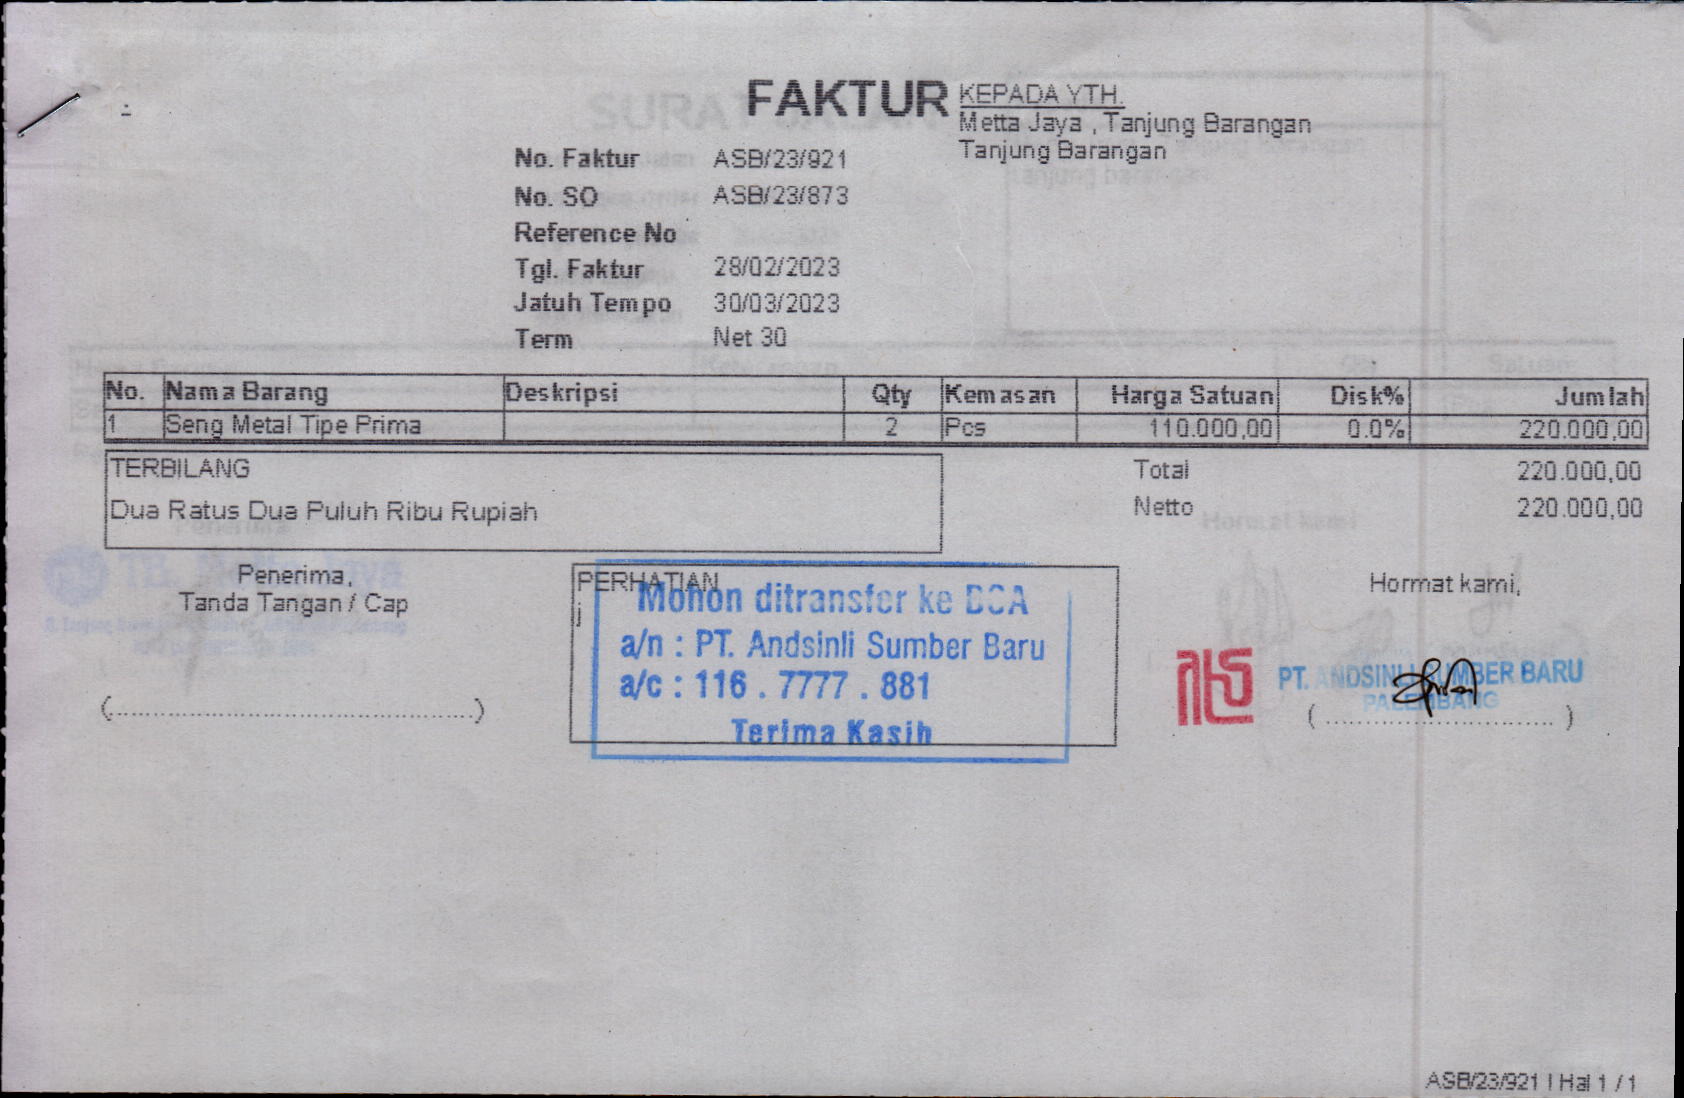 FAKTUR
KEPADA YTH.
Metta Jaya , Tanjung Barangan
Tanjung Barangan
No. Faktur ASB/23/921
No. SO ASB/23/873
Reference No
Tgl. Faktur 28/02/2023
Jatuh Tempo 30/03/2023
Term Net 30
No. Nama Barang Deskripsi Qty Kemasan Harga Satuan Disk% Jumlah
1 Seng Metal Tipe Prima 2 Pcs 110.000,00 0.0% 220.000,00
TERBILANG
Dua Ratus Dua Puluh Ribu Rupiah
Total 220.000,00
Netto 220.000,00
Penerima,
Tanda Tangan / Cap
(..........................................................)
PERHATIAN
j
Mohon ditransfer ke BCA
a/n : PT. Andsinli Sumber Baru
a/c : 116 . 7777 . 881
Terima Kasih
Hormat kami,
PT. ANDSINLI SUMBER BARU
PALEMBANG
( ................................... )
ASB/23/921 | Hal 1 / 1